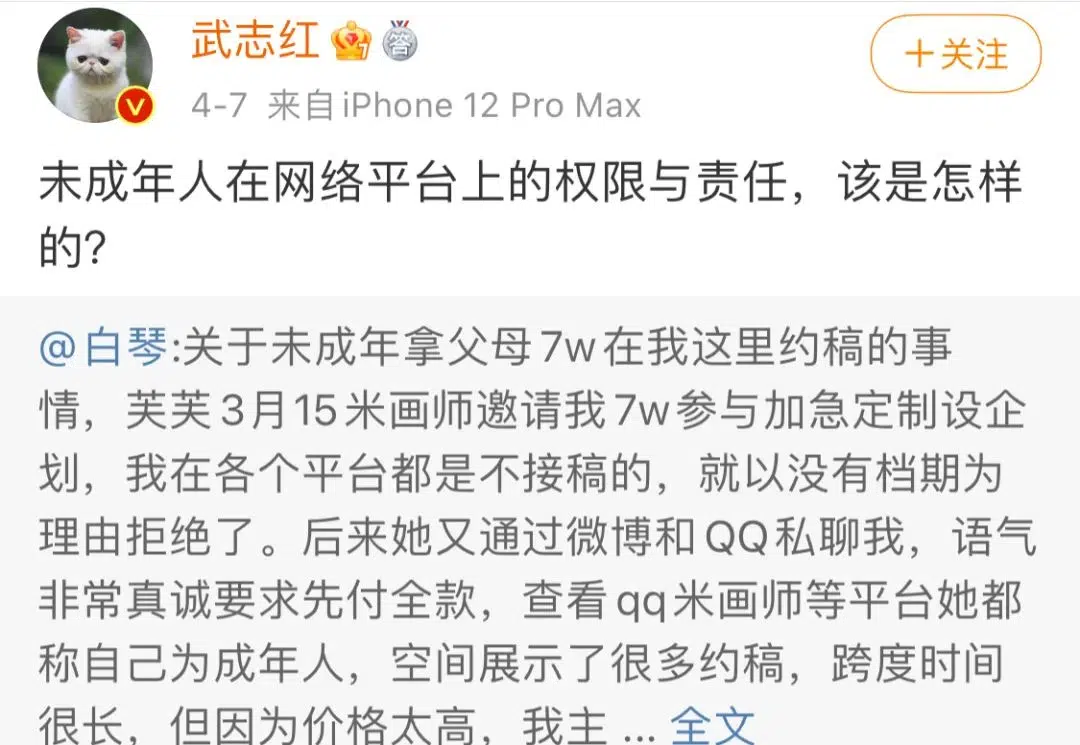 武志红 答
+关注
4-7 来自iPhone 12 Pro Max
未成年人在网络平台上的权限与责任，该是怎样
的？
@白琴:关于未成年拿父母7w在我这里约稿的事
情，芙芙3月15米画师邀请我7w参与加急定制设企
划，我在各个平台都是不接稿的，就以没有档期为
理由拒绝了。后来她又通过微博和QQ私聊我，语气
非常真诚要求先付全款，查看qq米画师等平台她都
称自己为成年人，空间展示了很多约稿，跨度时间
很长，但因为价格太高，我主 ... 全文